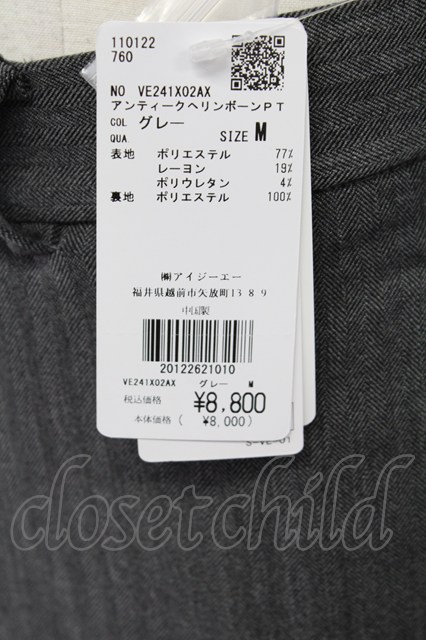 110122
760
NO VE241X02AX
アンティークヘリンボーンPT
COL グレー
QUA. SIZE M
表地 ポリエステル 77%
レーヨン 19%
ポリウレタン 4%
裏地 ポリエステル 100%
㈱アイジーエー
福井県越前市矢放町13-8-9
中国製
20122621010
VE241X02AX グレー M
税込価格 ¥8,800
本体価格( ¥8,000)
closetchild